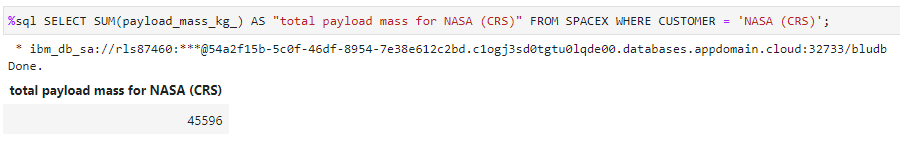 %sql SELECT SUM(payload_mass_kg_) AS "total payload mass for NASA (CRS)" FROM SPACEX WHERE CUSTOMER = 'NASA (CRS)';
* ibm_db_sa://rls87460:***@54a2f15b-5c0f-46df-8954-7e38e612c2bd.c1ogj3sd0tgtu0lqde00.databases.appdomain.cloud:32733/bludb
Done.
total payload mass for NASA (CRS)
45596